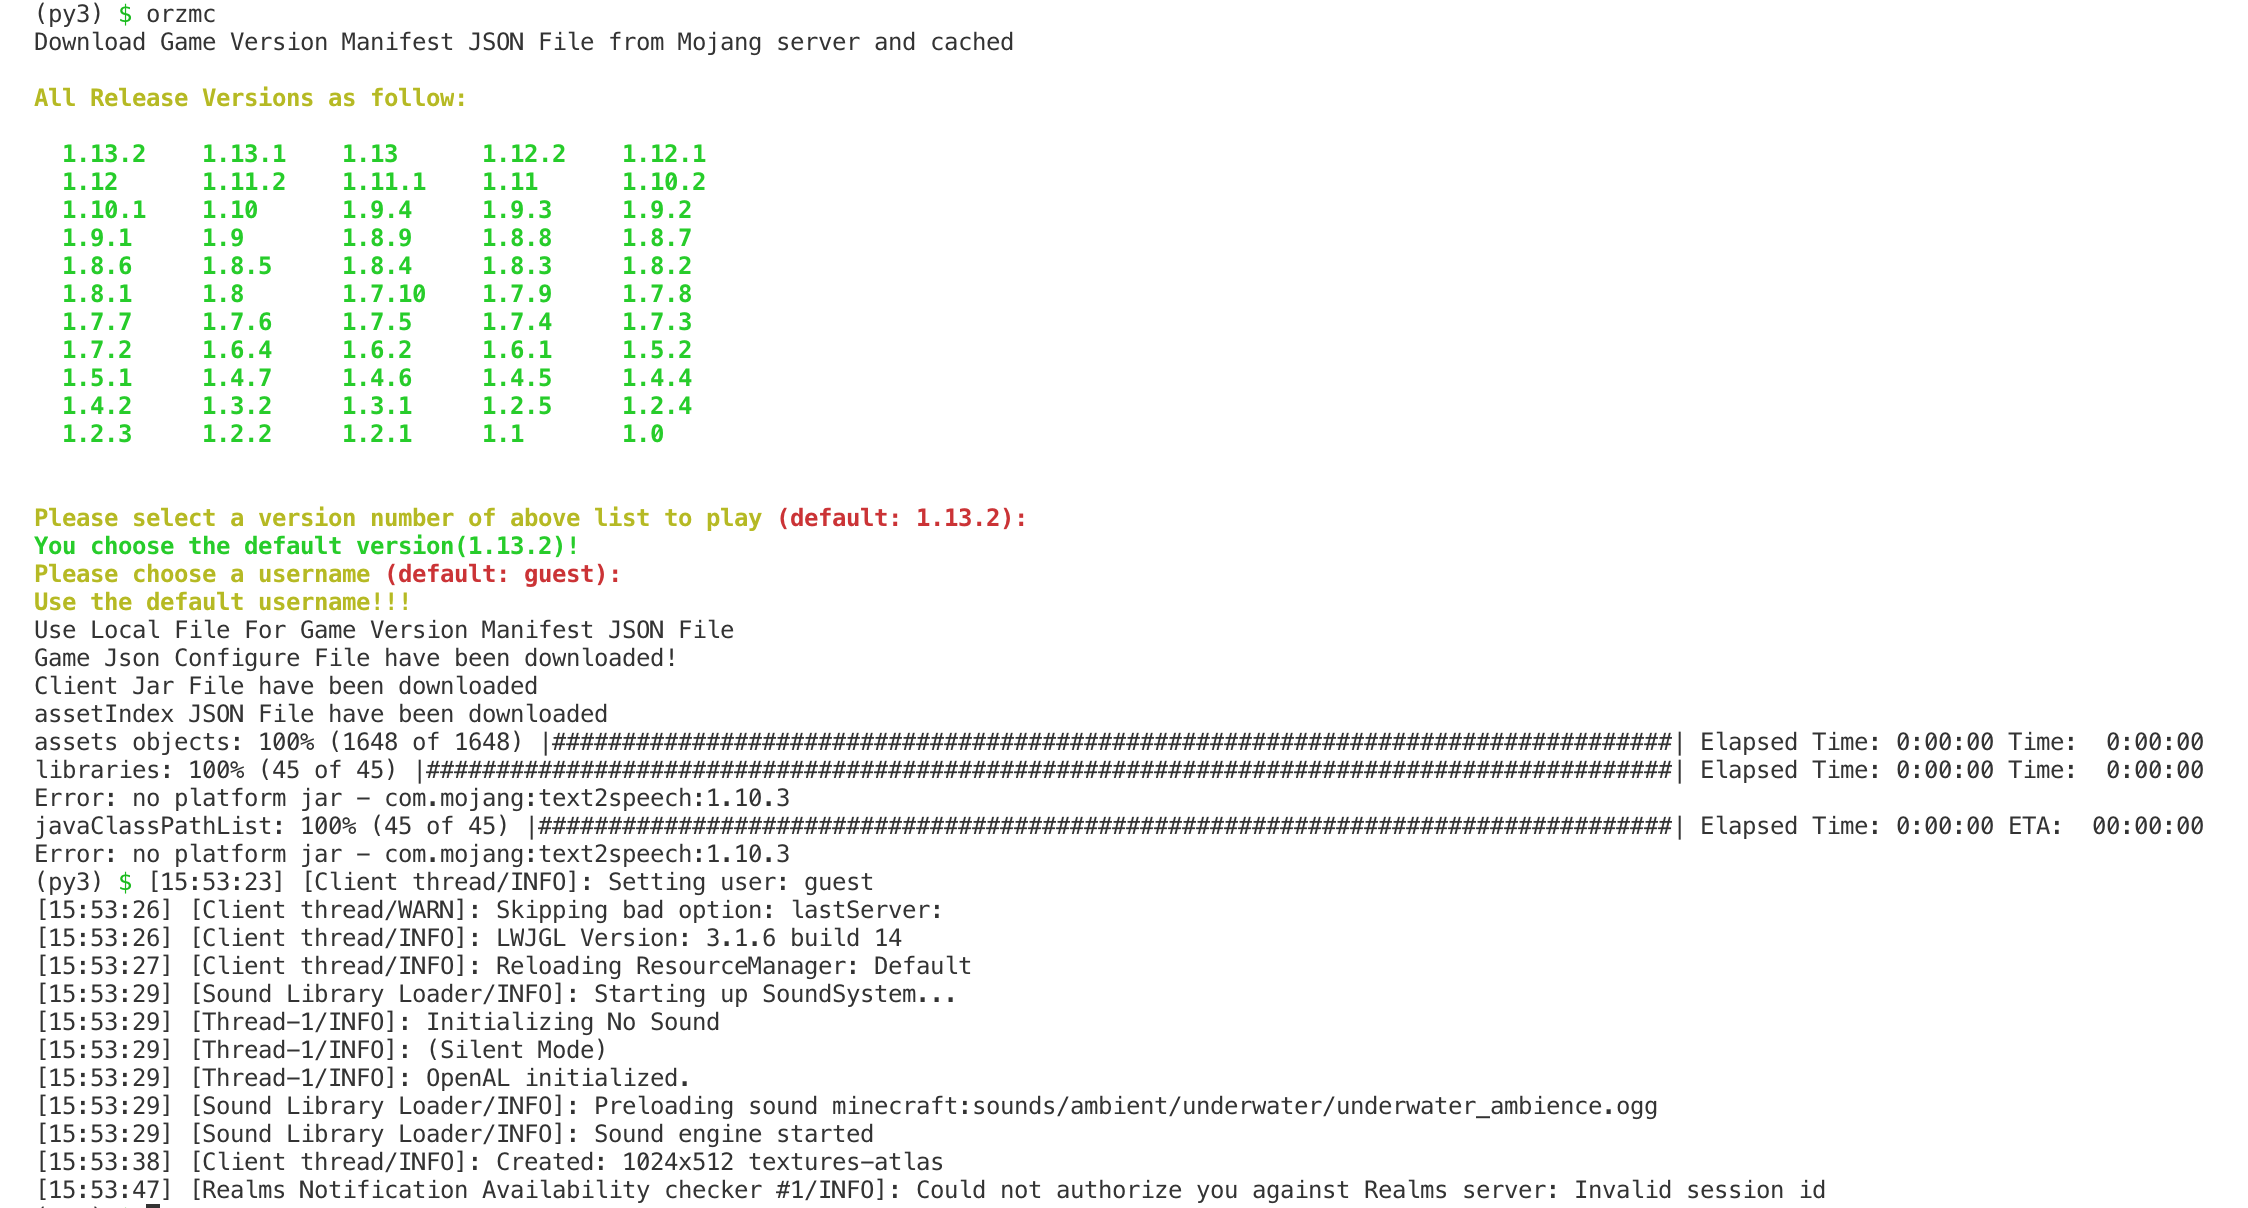 (py3) $ orzmc
Download Game Version Manifest JSON File from Mojang server and cached
All Release Versions as follow:
1.13.2 1.13.1 1.13 1.12.2 1.12.1
1.12 1.11.2 1.11.1 1.11 1.10.2
1.10.1 1.10 1.9.4 1.9.3 1.9.2
1.9.1 1.9 1.8.9 1.8.8 1.8.7
1.8.6 1.8.5 1.8.4 1.8.3 1.8.2
1.8.1 1.8 1.7.10 1.7.9 1.7.8
1.7.7 1.7.6 1.7.5 1.7.4 1.7.3
1.7.2 1.6.4 1.6.2 1.6.1 1.5.2
1.5.1 1.4.7 1.4.6 1.4.5 1.4.4
1.4.2 1.3.2 1.3.1 1.2.5 1.2.4
1.2.3 1.2.2 1.2.1 1.1 1.0
Please select a version number of above list to play (default: 1.13.2):
You choose the default version(1.13.2)!
Please choose a username (default: guest):
Use the default username!!!
Use Local File For Game Version Manifest JSON File
Game Json Configure File have been downloaded!
Client Jar File have been downloaded
assetIndex JSON File have been downloaded
assets objects: 100% (1648 of 1648) |################################################################################| Elapsed Time: 0:00:00 Time:  0:00:00
libraries: 100% (45 of 45) |#########################################################################################| Elapsed Time: 0:00:00 Time:  0:00:00
Error: no platform jar - com.mojang:text2speech:1.10.3
javaClassPathList: 100% (45 of 45) |#################################################################################| Elapsed Time: 0:00:00 ETA:  00:00:00
Error: no platform jar - com.mojang:text2speech:1.10.3
(py3) $ [15:53:23] [Client thread/INFO]: Setting user: guest
[15:53:26] [Client thread/WARN]: Skipping bad option: lastServer:
[15:53:26] [Client thread/INFO]: LWJGL Version: 3.1.6 build 14
[15:53:27] [Client thread/INFO]: Reloading ResourceManager: Default
[15:53:29] [Sound Library Loader/INFO]: Starting up SoundSystem...
[15:53:29] [Thread-1/INFO]: Initializing No Sound
[15:53:29] [Thread-1/INFO]: (Silent Mode)
[15:53:29] [Thread-1/INFO]: OpenAL initialized.
[15:53:29] [Sound Library Loader/INFO]: Preloading sound minecraft:sounds/ambient/underwater/underwater_ambience.ogg
[15:53:29] [Sound Library Loader/INFO]: Sound engine started
[15:53:38] [Client thread/INFO]: Created: 1024x512 textures-atlas
[15:53:47] [Realms Notification Availability checker #1/INFO]: Could not authorize you against Realms server: Invalid session id